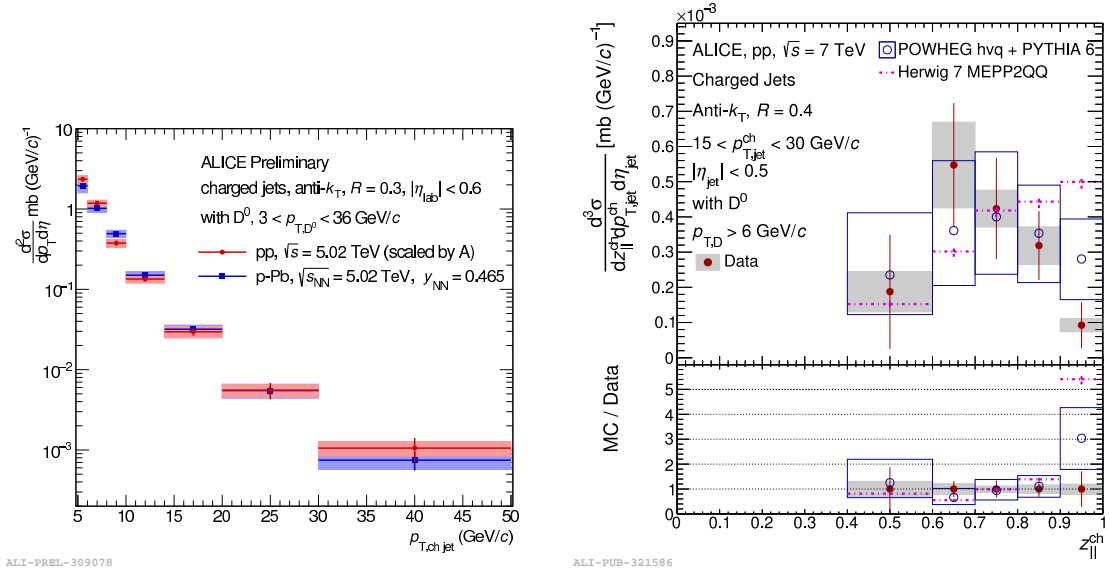 ALICE Preliminary
charged jets, anti-kT, R = 0.3, |ηlab| < 0.6
with D0, 3 < pT,D0 < 36 GeV/c
pp, √s = 5.02 TeV (scaled by A)
p-Pb, √sNN = 5.02 TeV, yNN = 0.465
d2σ/dpTdη mb (GeV/c)−1
10
1
10−1
10−2
10−3
5 10 15 20 25 30 35 40 45 50
pT,ch jet (GeV/c)
ALI-PREL-309078
×10−3
ALICE, pp, √s = 7 TeV
Charged Jets
Anti-kT, R = 0.4
15 < pchT,jet < 30 GeV/c
|ηjet| < 0.5
with D0
pT,D > 6 GeV/c
Data
POWHEG hvq + PYTHIA 6
Herwig 7 MEPP2QQ
d3σ/dzch||dpchT,jetdηjet [mb (GeV/c)−1]
0.9
0.8
0.7
0.6
0.5
0.4
0.3
0.2
0.1
0
MC / Data
5
4
3
2
1
0
0 0.1 0.2 0.3 0.4 0.5 0.6 0.7 0.8 0.9 1
zch||
ALI-PUB-321586